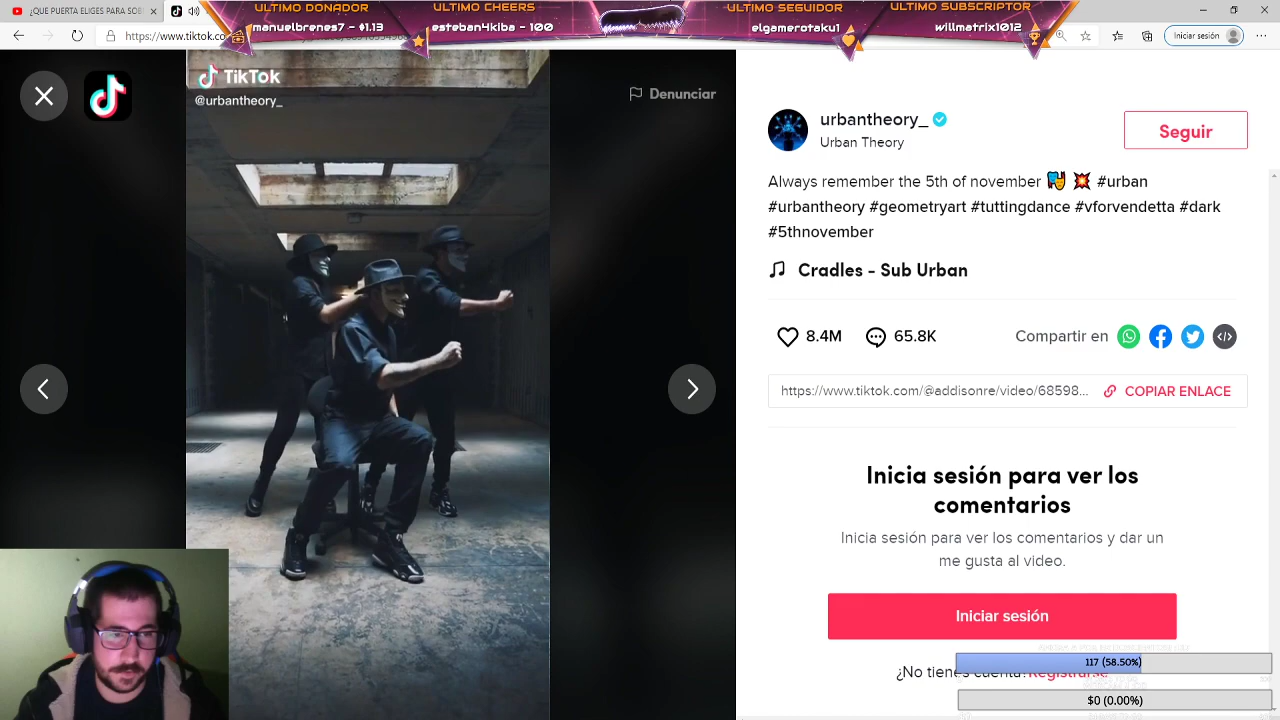 ULTIMO DONADOR
ULTIMO CHEERS
ULTIMO SEGUIDOR
ULTIMO SUBSCRIPTOR
manuelbrenes7 - $1.13
esteban4kiba - 100
elgamerotaku1
willmatrix1012
¿QUIERTA PARA SOB
https://www.tiktok.co
Iniciar sesión
TikTok
@urbantheory_
Denunciar
urbantheory_
Urban Theory
Seguir
Always remember the 5th of november #urban
#urbantheory #geometryart #tuttingdance #vforvendetta #dark
#5thnovember
Cradles - Sub Urban
8.4M
65.8K
Compartir en
https://www.tiktok.com/@addisonre/video/68598...
COPIAR ENLACE
Inicia sesión para ver los
comentarios
Inicia sesión para ver los comentarios y dar un
me gusta al video.
Iniciar sesión
117 (58.50%)
¿No tienes cuenta? Registrarse
$0 (0.00%)